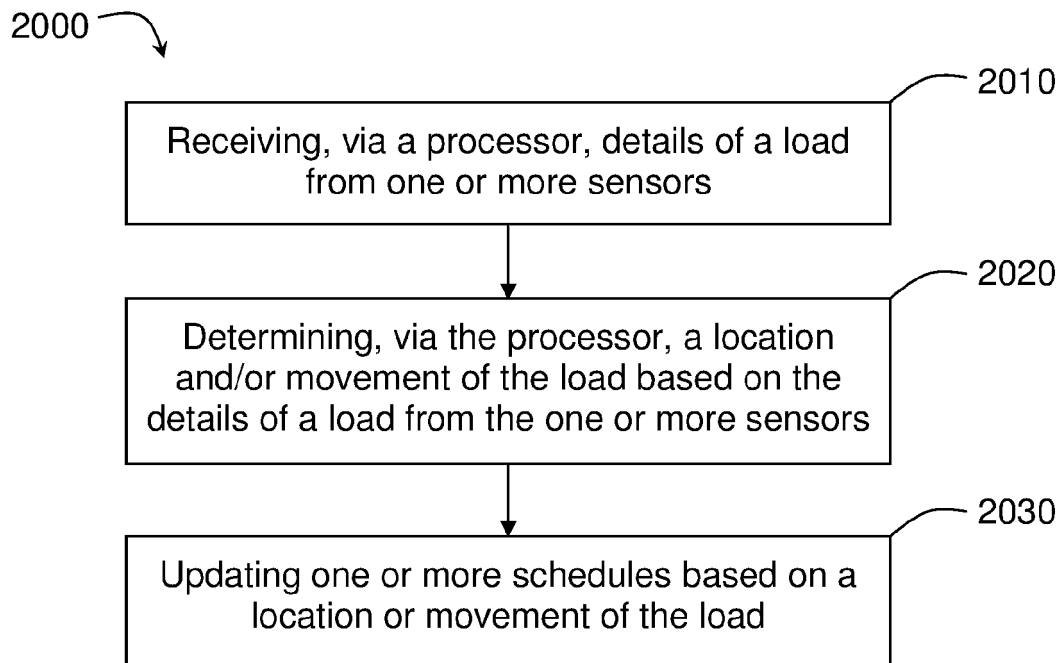 2000
2010
Receiving, via a processor, details of a load
from one or more sensors
2020
Determining, via the processor, a location
and/or movement of the load based on the
details of a load from the one or more sensors
2030
Updating one or more schedules based on a
location or movement of the load